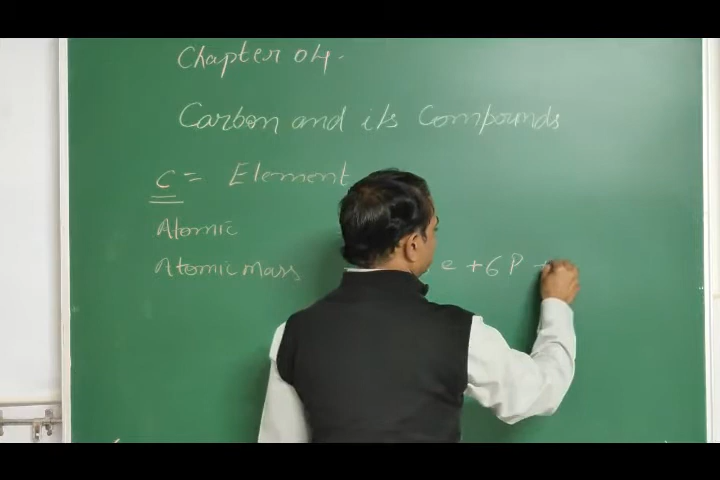 Chapter 04.
Carbon and its Compounds
C = Element
Atomic
Atomic mass e + 6 P +